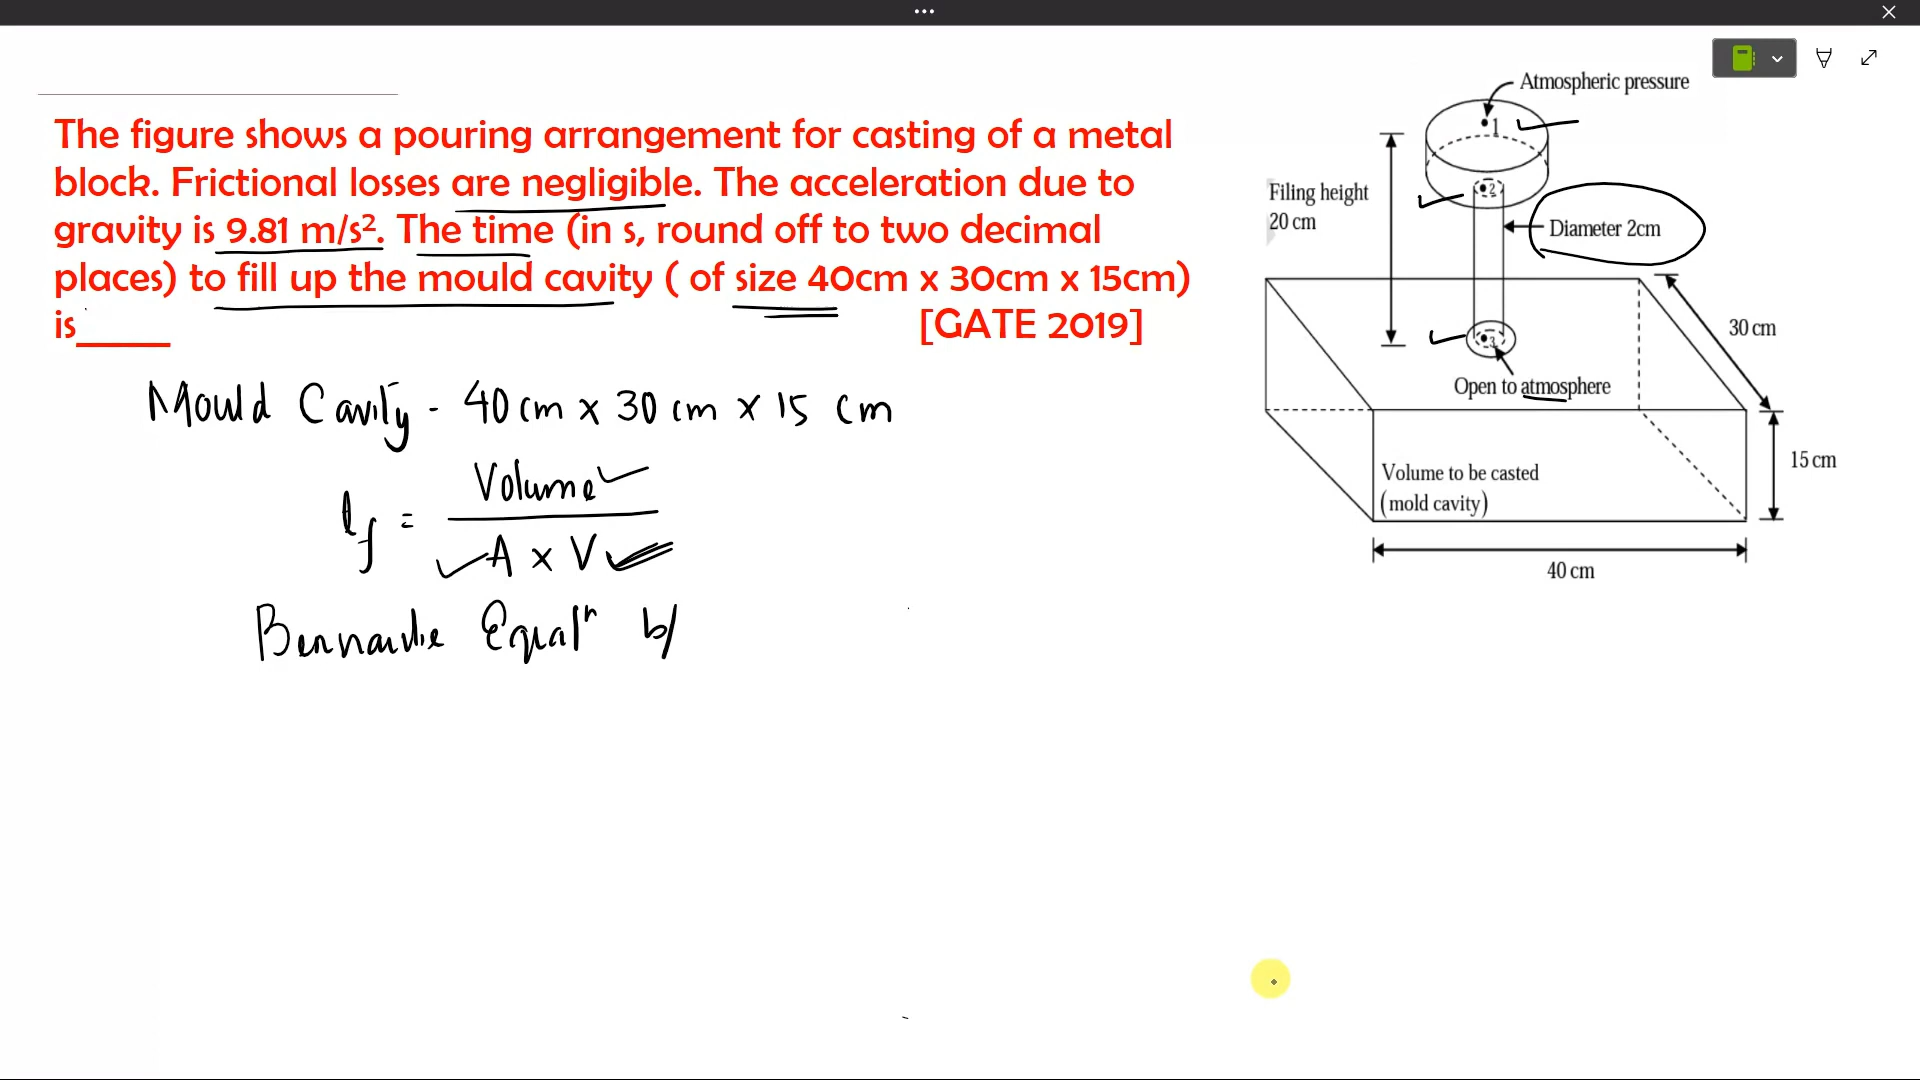 The figure shows a pouring arrangement for casting of a metal
block. Frictional losses are negligible. The acceleration due to
gravity is 9.81 m/s². The time (in s, round off to two decimal
places) to fill up the mould cavity ( of size 40cm x 30cm x 15cm)
is_____ [GATE 2019]
Mould Cavity - 40 cm x 30 cm x 15 cm
tf = Volume
A x V
Equatn b/
Atmospheric pressure
1
Filing height
20 cm
2
Diameter 2cm
3
Open to atmosphere
30 cm
15 cm
Volume to be casted
(mold cavity)
40 cm